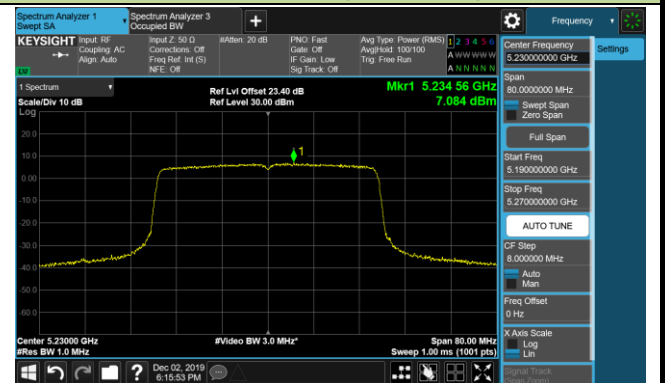 Spectrum Analyzer 1
Swept SA
Spectrum Analyzer 3
Occupied BW
+
Frequency
KEYSIGHT
Input: RF
Coupling: AC
Align: Auto
Input Z: 50 Ω
Corrections: Off
Freq Ref: Int (S)
NFE: Off
#Atten: 20 dB
PNO: Fast
Gate: Off
IF Gain: Low
Sig Track: Off
Avg Type: Power (RMS)
Avg|Hold: 100/100
Trig: Free Run
1 2 3 4 5 6
A W W W W W
A N N N N N
Center Frequency
5.230000000 GHz
Settings
LXI
1 Spectrum
Scale/Div 10 dB
Ref Lvl Offset 23.40 dB
Ref Level 30.00 dBm
Mkr1 5.234 56 GHz
7.084 dBm
Span
80.0000000 MHz
Swept Span
Zero Span
Full Span
Start Freq
5.190000000 GHz
Stop Freq
5.270000000 GHz
AUTO TUNE
CF Step
8.000000 MHz
Auto
Man
Freq Offset
0 Hz
X Axis Scale
Log
Lin
Signal Track
(Span Zoom)
Log
20.0
10.0
0.00
-10.0
-20.0
-30.0
-40.0
-50.0
-60.0
1
Center 5.23000 GHz
#Res BW 1.0 MHz
#Video BW 3.0 MHz*
Span 80.00 MHz
Sweep 1.00 ms (1001 pts)
?
Dec 02, 2019
6:15:53 PM